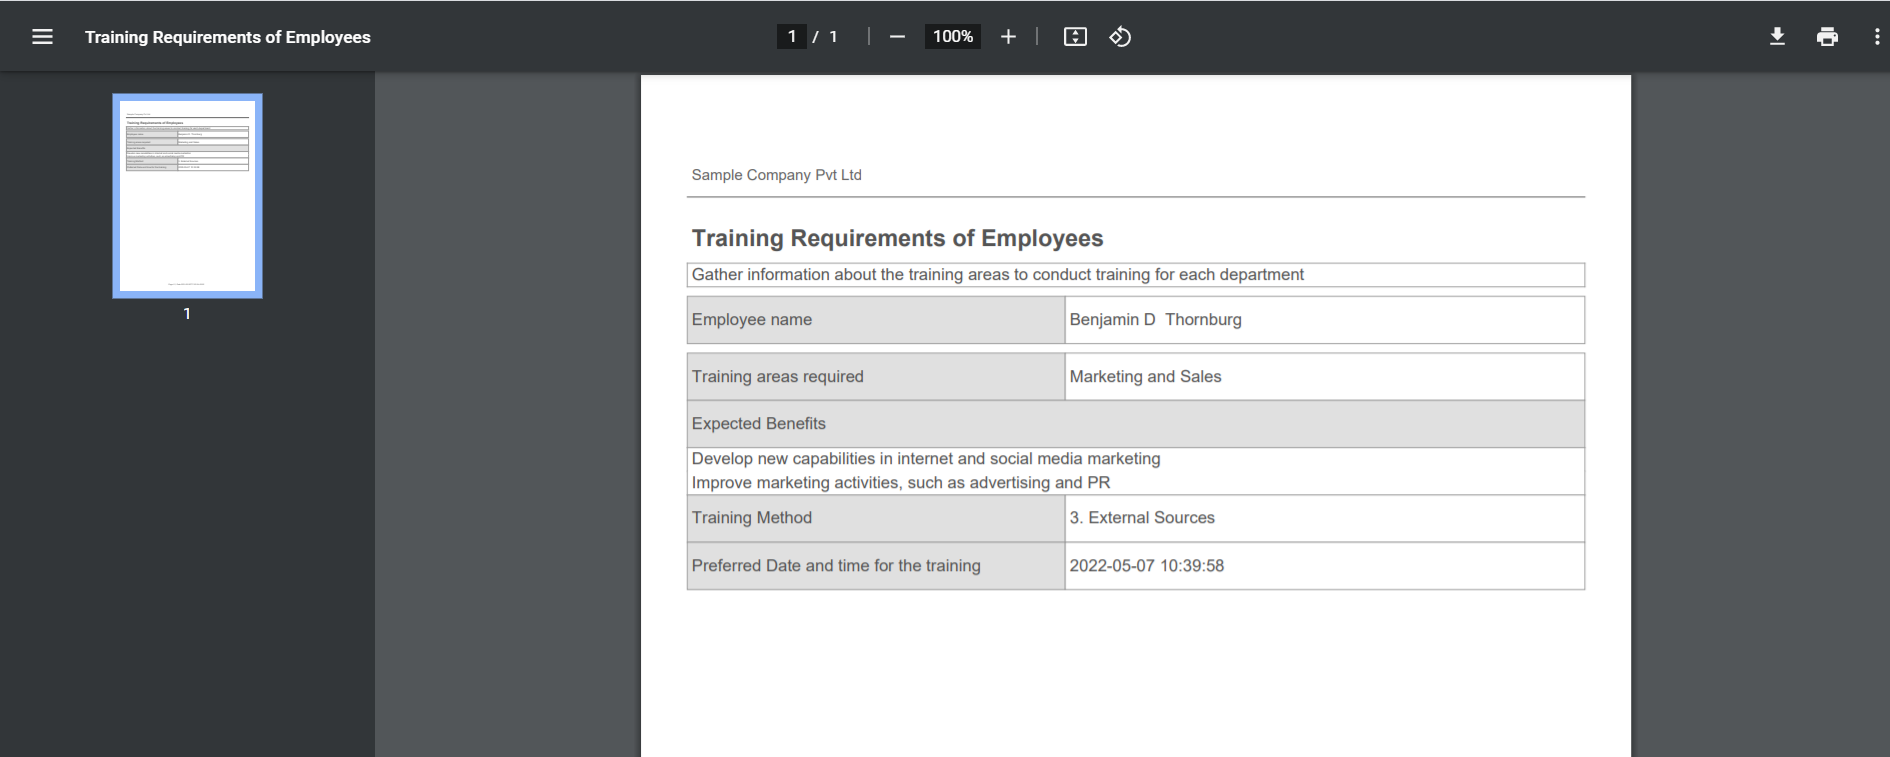 Training Requirements of Employees
1 / 1
100%
1
Sample Company Pvt Ltd
Training Requirements of Employees
Gather information about the training areas to conduct training for each department
Employee name Benjamin D  Thornburg
Training areas required Marketing and Sales
Expected Benefits
Develop new capabilities in internet and social media marketing
Improve marketing activities, such as advertising and PR
Training Method 3. External Sources
Preferred Date and time for the training 2022-05-07 10:39:58